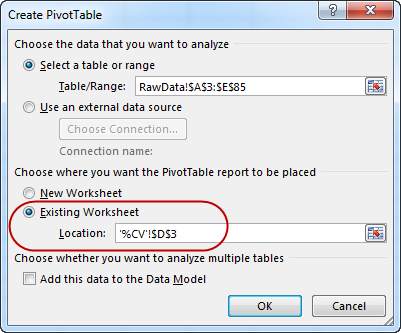 Create PivotTable
Choose the data that you want to analyze
Select a table or range
Table/Range: RawData!$A$3:$E$85
Use an external data source
Choose Connection...
Connection name:
Choose where you want the PivotTable report to be placed
New Worksheet
Existing Worksheet
Location: '%CV'!$D$3
Choose whether you want to analyze multiple tables
Add this data to the Data Model
OK Cancel